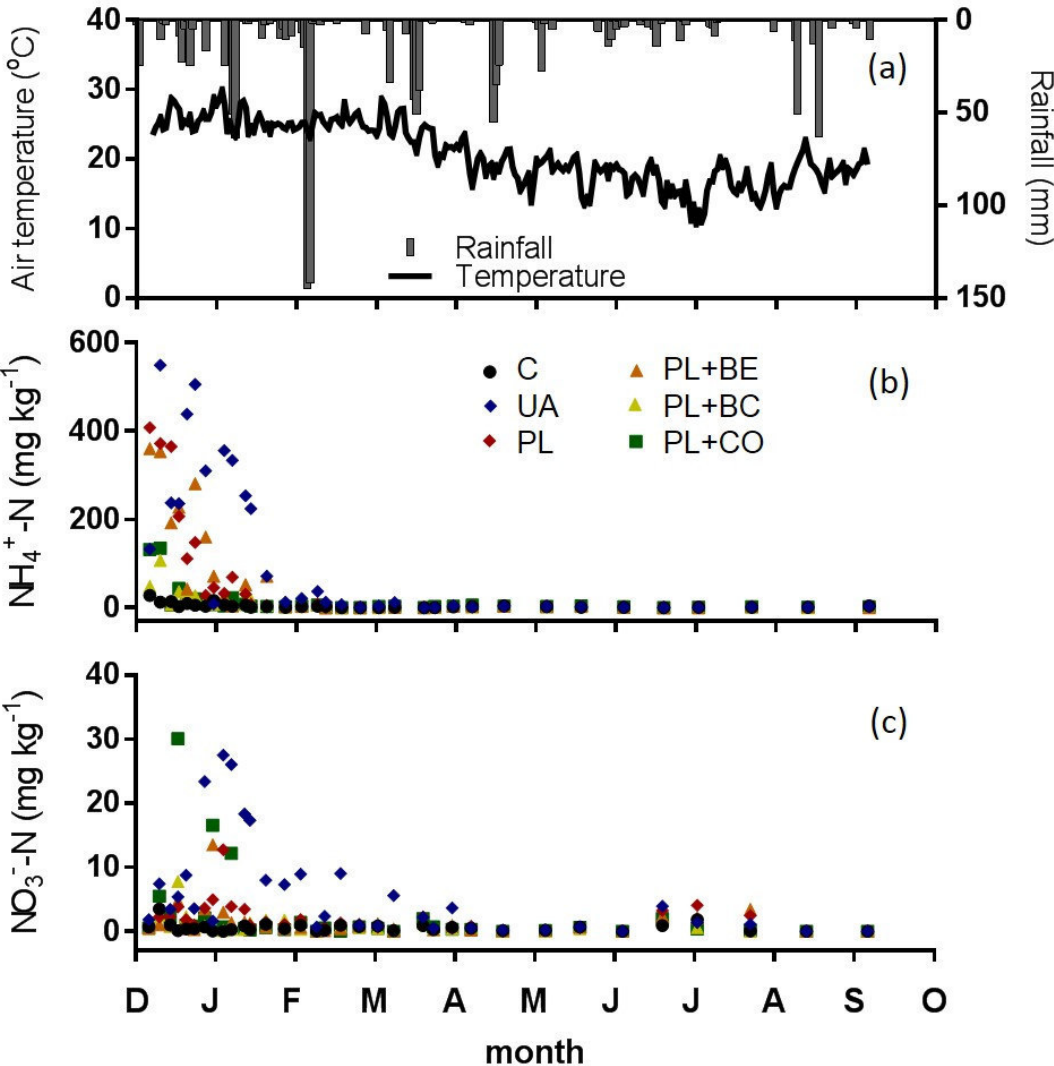 Air temperature (°C)
40
30
20
10
0
(a)
Rainfall
Temperature
0
50
100
150
Rainfall (mm)
NH₄⁺-N (mg kg⁻¹)
600
400
200
0
C
UA
PL
PL+BE
PL+BC
PL+CO
(b)
NO₃⁻-N (mg kg⁻¹)
40
30
20
10
0
(c)
D J F M A M J J A S O
month